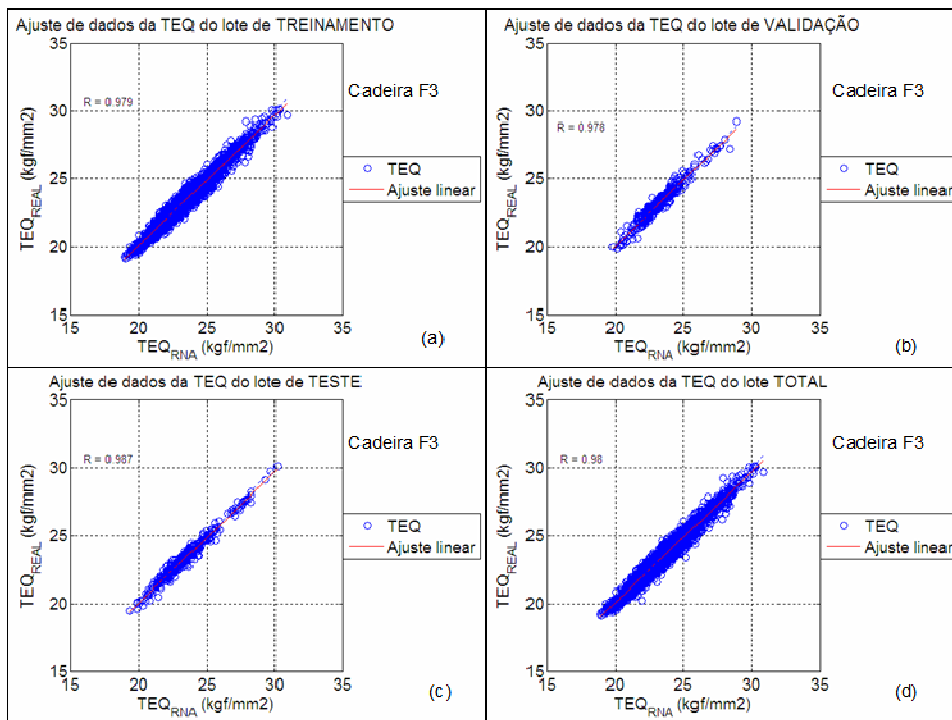 Ajuste de dados da TEQ do lote de TREINAMENTO
35
30
25
20
15
TEQREAL (kgf/mm2)
R = 0.979
Cadeira F3
TEQ
Ajuste linear
15 20 25 30 35
TEQRNA (kgf/mm2)
(a)
Ajuste de dados da TEQ do lote de VALIDAÇÃO
35
30
25
20
15
TEQREAL (kgf/mm2)
R = 0.978
Cadeira F3
TEQ
Ajuste linear
15 20 25 30 35
TEQRNA (kgf/mm2)
(b)
Ajuste de dados da TEQ do lote de TESTE
35
30
25
20
15
TEQREAL (kgf/mm2)
R = 0.987
Cadeira F3
TEQ
Ajuste linear
15 20 25 30 35
TEQRNA (kgf/mm2)
(c)
Ajuste de dados da TEQ do lote TOTAL
35
30
25
20
15
TEQREAL (kgf/mm2)
R = 0.98
Cadeira F3
TEQ
Ajuste linear
15 20 25 30 35
TEQRNA (kgf/mm2)
(d)